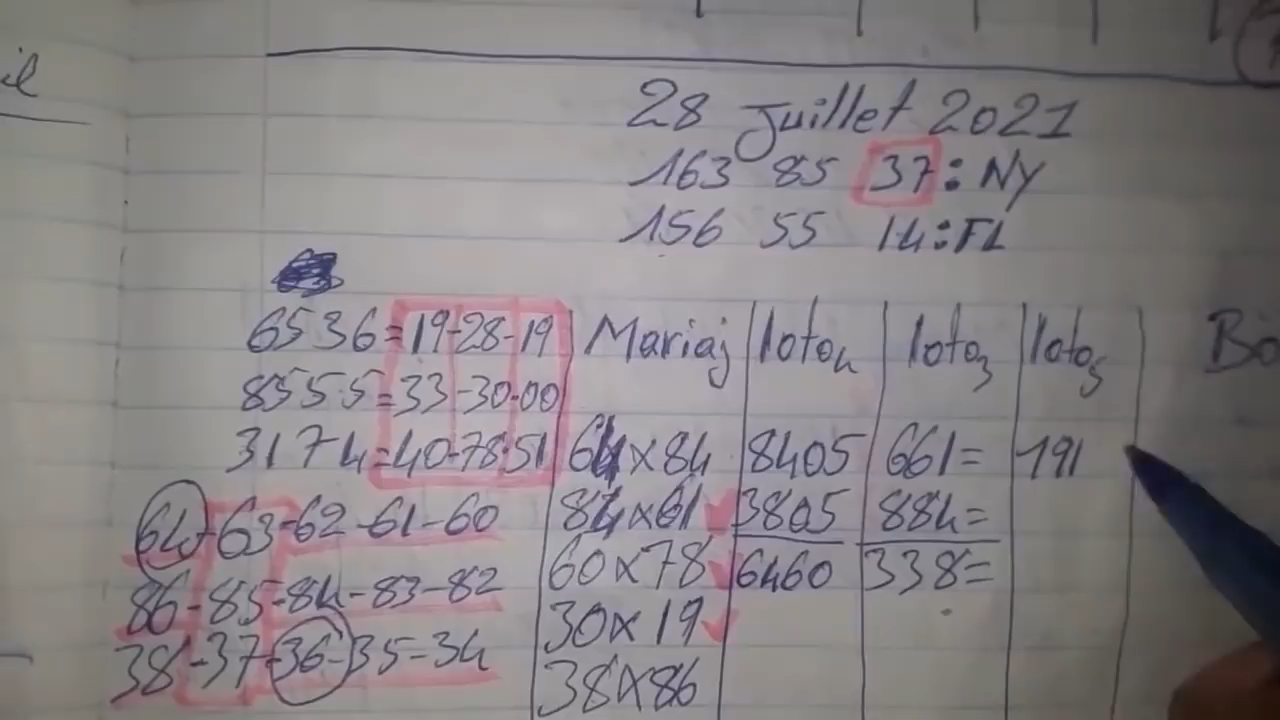 28 Juillet 2021
163 85 37: NY
156 55 14: FL
6536=19-28-19
8555=33-30-00
3174=40-78-51
64-63-62-61-60
86-85-84-83-82
38-37-36-35-34
Mariaj loto4 loto3 loto5
64x84 8405 661= 191
84x61 3805 884=
60x78 6460 338=
30x19
38x86